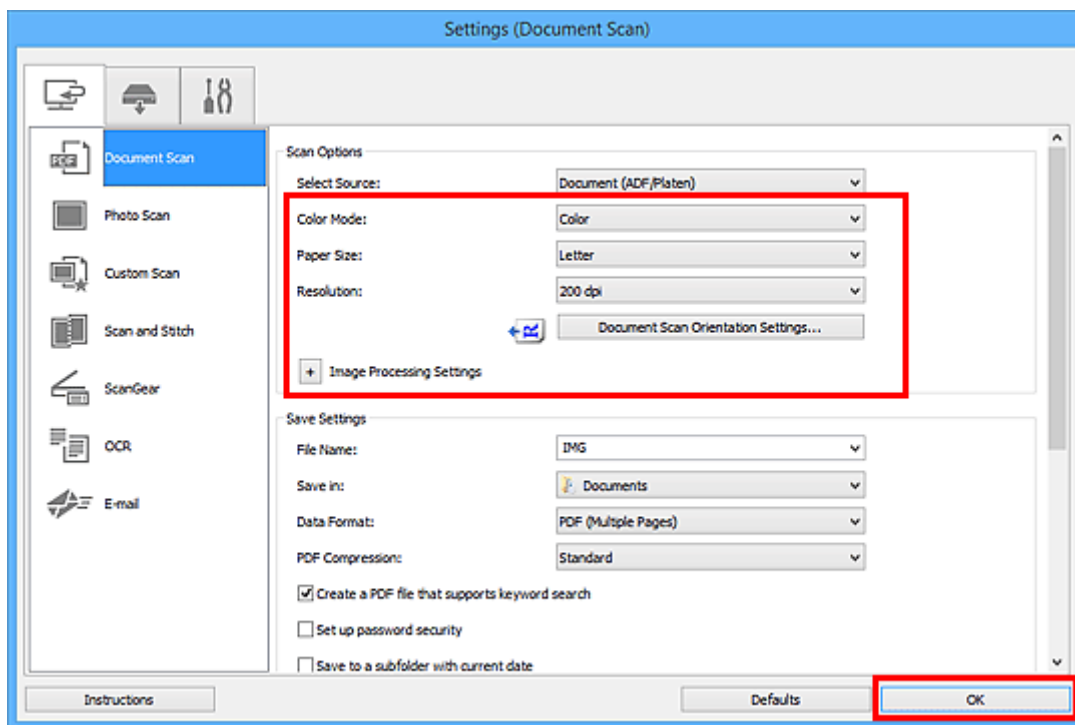 Settings (Document Scan)
PDF
Document Scan
Photo Scan
Custom Scan
Scan and Stitch
ScanGear
OCR
E-mail
Scan Options
Select Source: Document (ADF/Platen)
Color Mode: Color
Paper Size: Letter
Resolution: 200 dpi
R
Document Scan Orientation Settings...
+ Image Processing Settings
Save Settings
File Name: IMG
Save in: Documents
Data Format: PDF (Multiple Pages)
PDF Compression: Standard
Create a PDF file that supports keyword search
Set up password security
Save to a subfolder with current date
Instructions Defaults OK